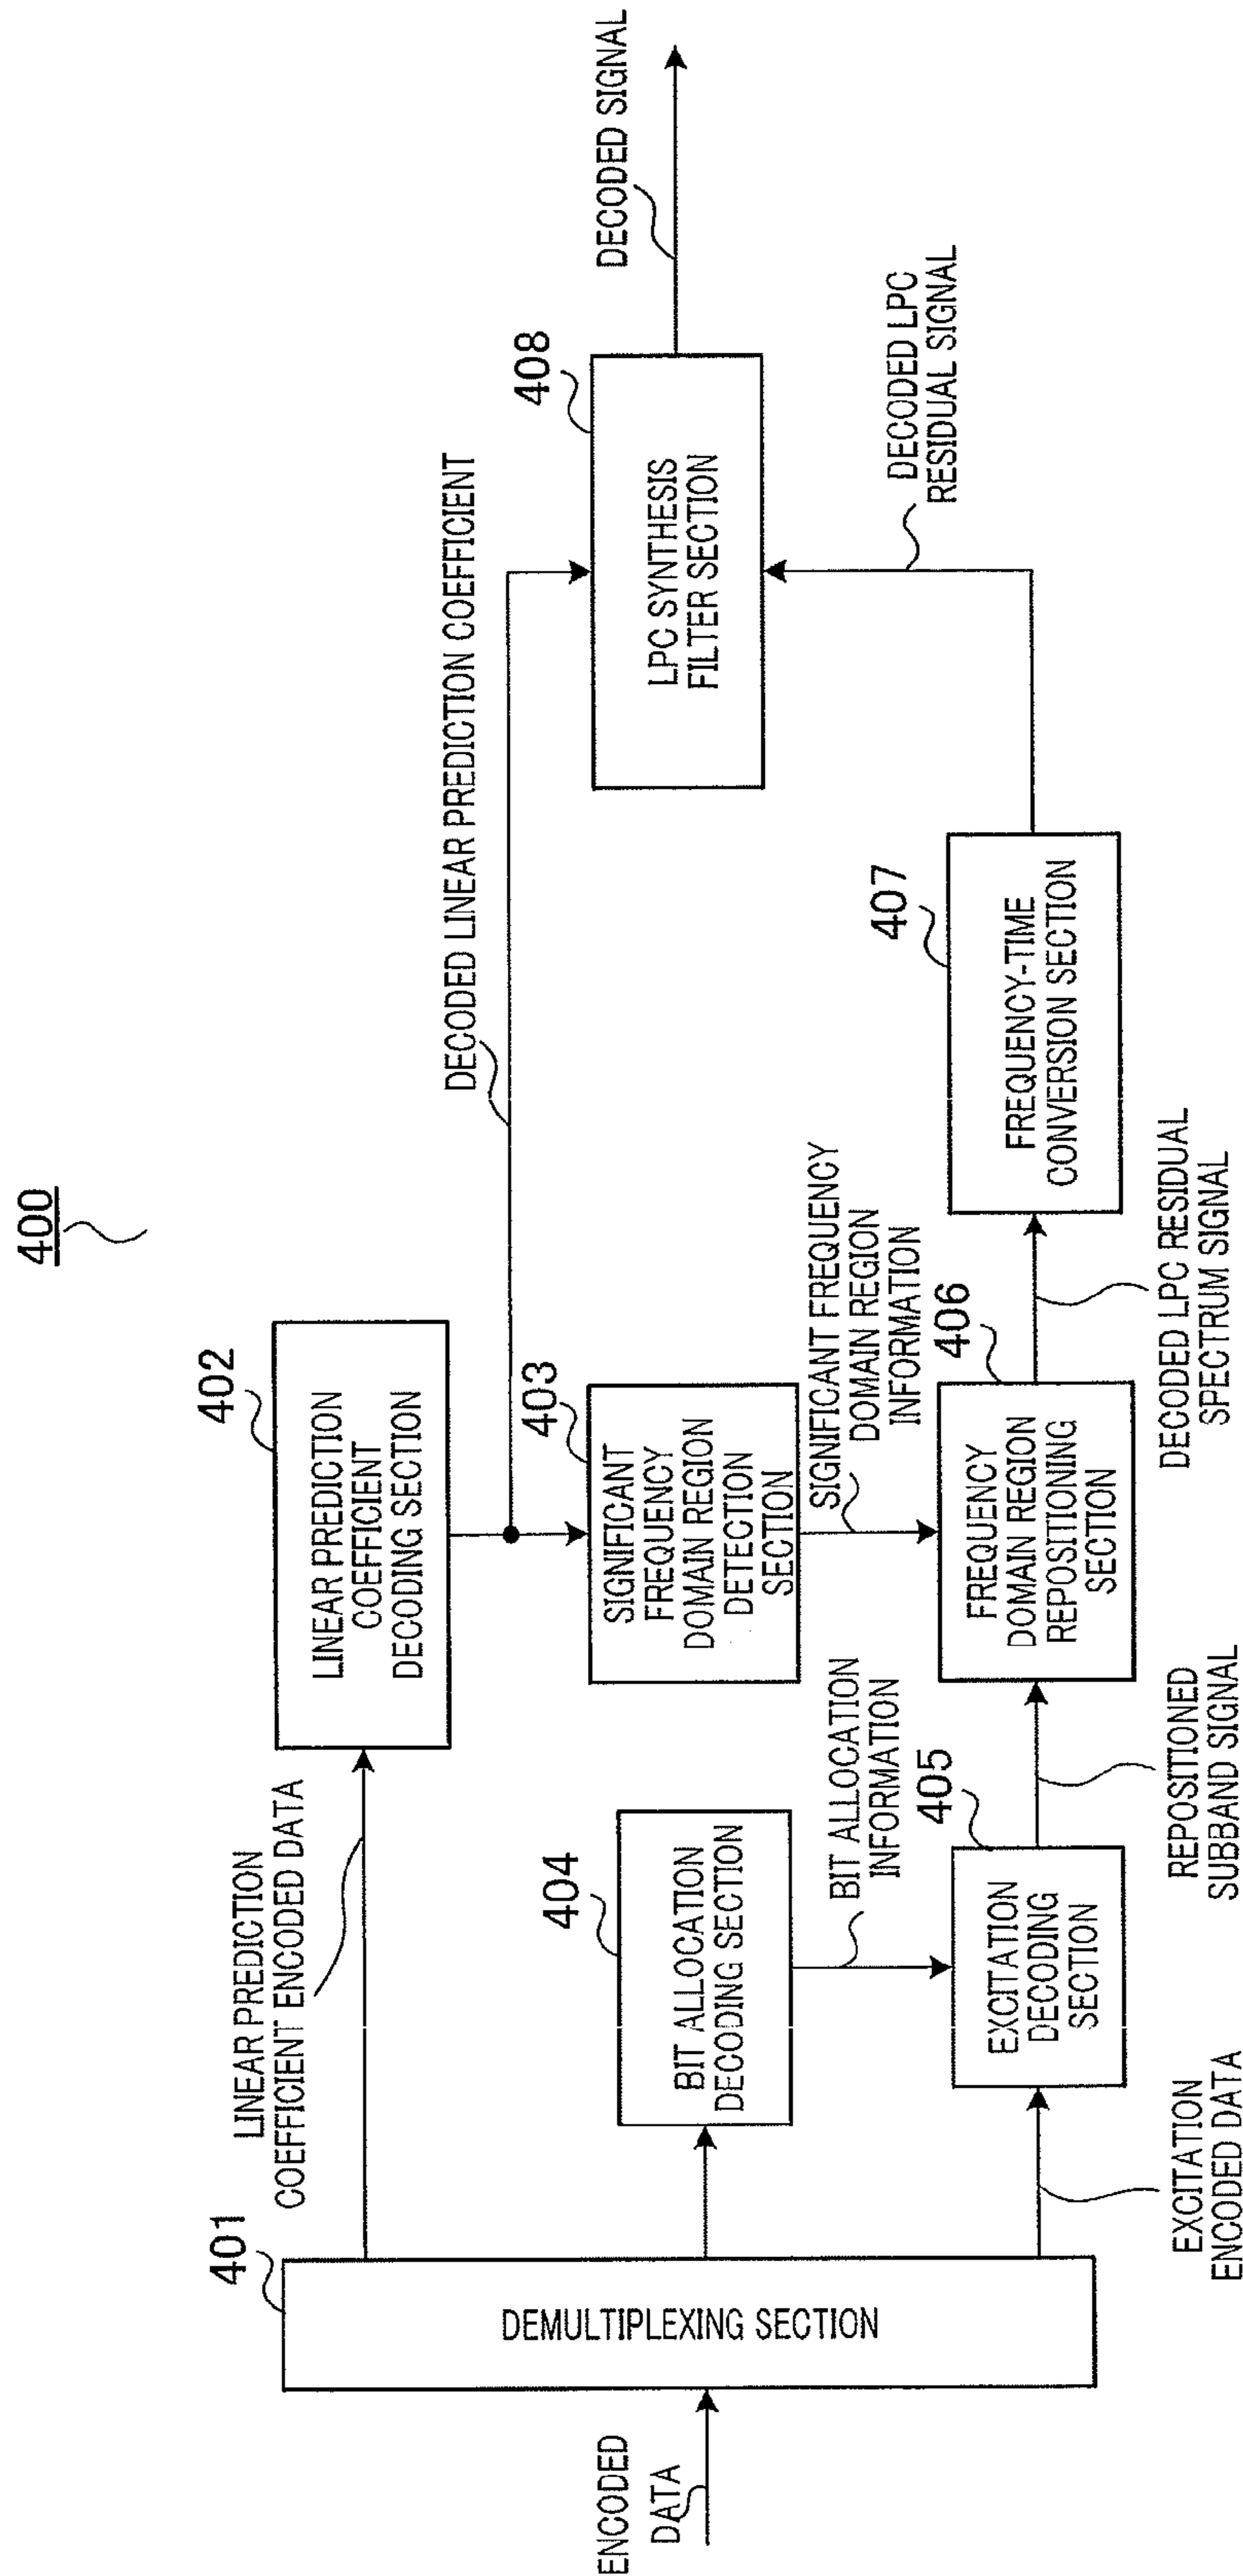 400
ENCODED
DATA
401
DEMULTIPLEXING SECTION
LINEAR PREDICTION
COEFFICIENT ENCODED DATA
402
LINEAR PREDICTION
COEFFICIENT
DECODING SECTION
DECODED LINEAR PREDICTION COEFFICIENT
403
SIGNIFICANT
FREQUENCY
DOMAIN REGION
DETECTION
SECTION
404
BIT ALLOCATION
DECODING SECTION
BIT ALLOCATION
INFORMATION
SIGNIFICANT FREQUENCY
DOMAIN REGION
INFORMATION
EXCITATION
ENCODED DATA
405
EXCITATION
DECODING
SECTION
REPOSITIONED
SUBBAND SIGNAL
406
FREQUENCY
DOMAIN REGION
REPOSITIONING
SECTION
DECODED LPC RESIDUAL
SPECTRUM SIGNAL
407
FREQUENCY-TIME
CONVERSION SECTION
DECODED LPC
RESIDUAL SIGNAL
408
LPC SYNTHESIS
FILTER SECTION
DECODED SIGNAL